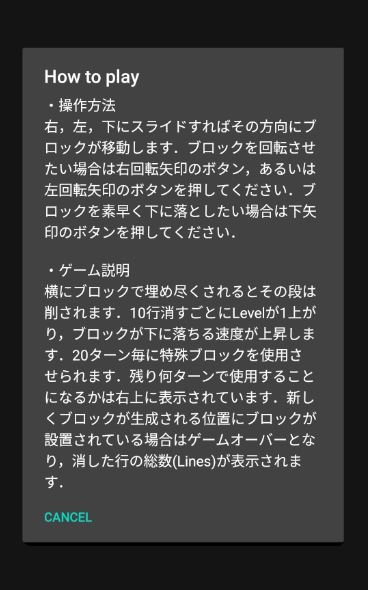 How to play
・操作方法
右，左，下にスライドすればその方向にブ
ロックが移動します．ブロックを回転させ
たい場合は右回転矢印のボタン，あるいは
左回転矢印のボタンを押してください．ブ
ロックを素早く下に落としたい場合は下矢
印のボタンを押してください．
・ゲーム説明
横にブロックで埋め尽くされるとその段は
削されます．10行消すごとにLevelが1上が
り，ブロックが下に落ちる速度が上昇しま
す．20ターン毎に特殊ブロックを使用さ
せられます．残り何ターンで使用すること
になるかは右上に表示されています．新し
くブロックが生成される位置にブロックが
設置されている場合はゲームオーバーとな
り，消した行の総数(Lines)が表示されま
す．
CANCEL